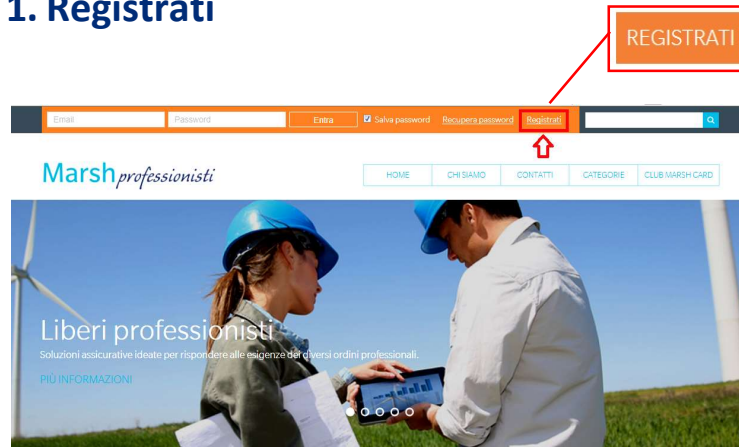 1. Registrati
REGISTRATI
Email Password Entra Salva password Recupera password Registrati
Marsh professionisti
HOME CHI SIAMO CONTATTI CATEGORIE CLUB MARSH CARD
Liberi professionisti
Soluzioni assicurative ideate per rispondere alle esigenze dei diversi ordini professionali.
PIÙ INFORMAZIONI